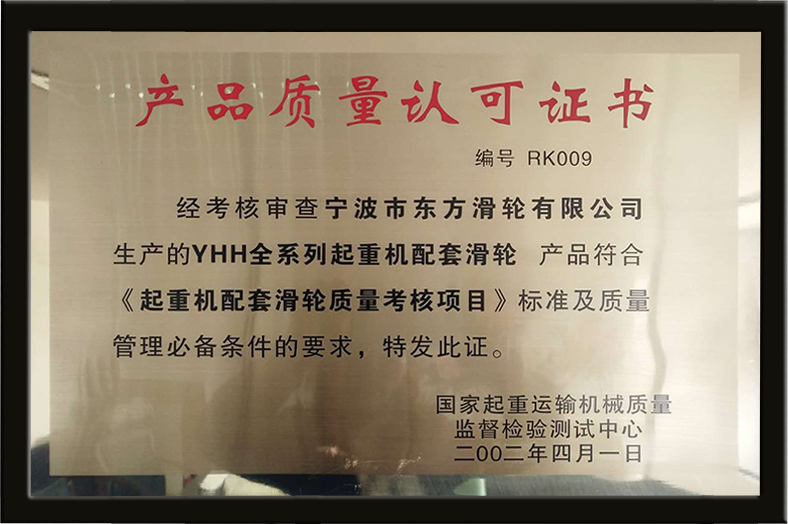 产品质量认可证书
编号 RK009
经考核审查宁波市东方滑轮有限公司
生产的YHH全系列起重机配套滑轮 产品符合
《起重机配套滑轮质量考核项目》标准及质量
管理必备条件的要求，特发此证。
国家起重运输机械质量
监督检验测试中心
二00二年四月一日